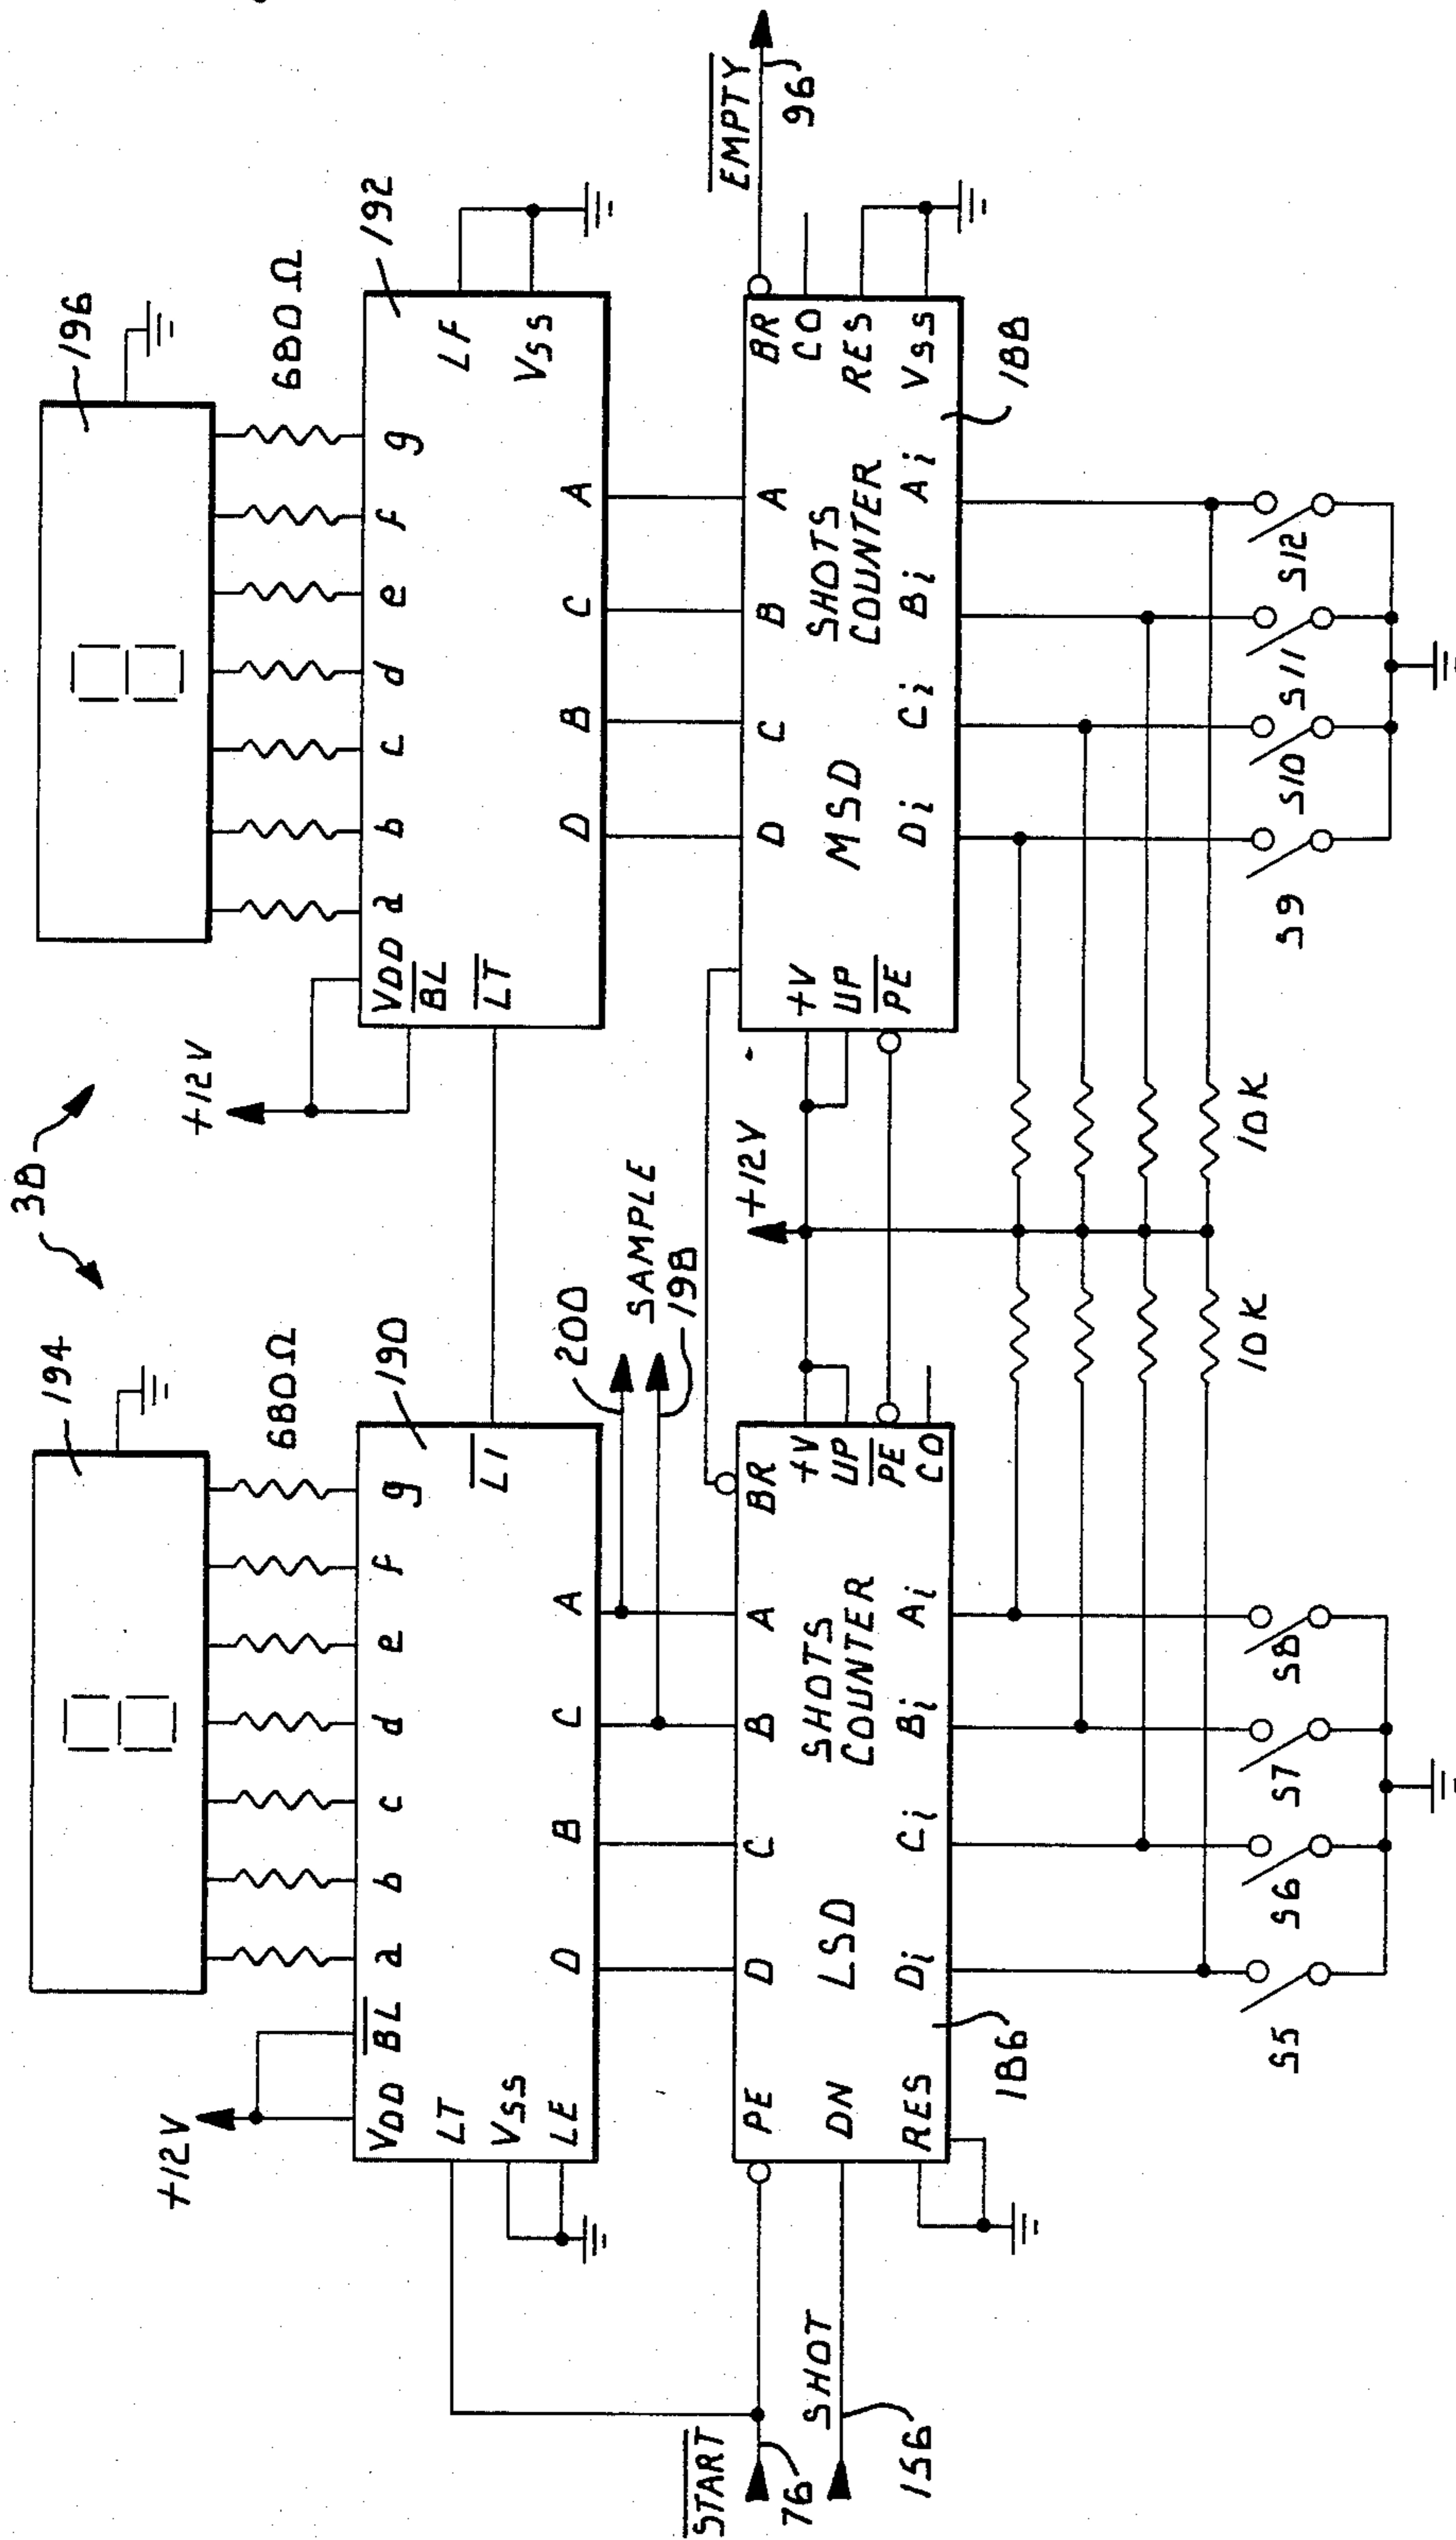 38
194
196
680 Ω
680 Ω
+12V
+12V
190
192
VDD BL a b c d e f g
VDD a b c d e f g
LT
VSS
LE
LI
BL
LT
LF
VSS
D B C A
D B C A
200
SAMPLE
198
EMPTY
96
START
76
SHOT
156
PE
DN
RES
D C B A
BR
LSD
SHOTS
COUNTER
+V
UP
PE
CO
Di Ci Bi Ai
186
+12V
+V
UP
PE
D C B A
BR
CO
RES
VSS
MSD
SHOTS
COUNTER
Di Ci Bi Ai
188
10K
10K
S5 S6 S7 S8
S9 S10 S11 S12